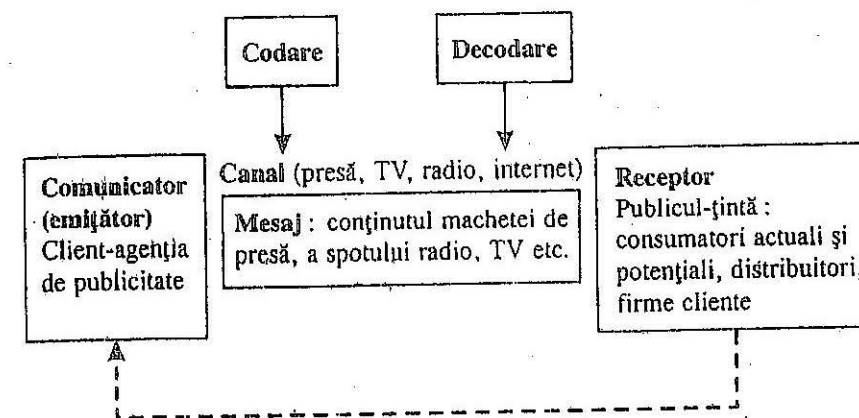 Codare
Decodare
Canal (presă, TV, radio, internet)
Comunicator
(emiţător)
Client-agenţia
de publicitate
Mesaj : conţinutul machetei de
presă, a spotului radio, TV etc.
Receptor
Publicul-ţintă :
consumatori actuali şi
potenţiali, distribuitori,
firme cliente